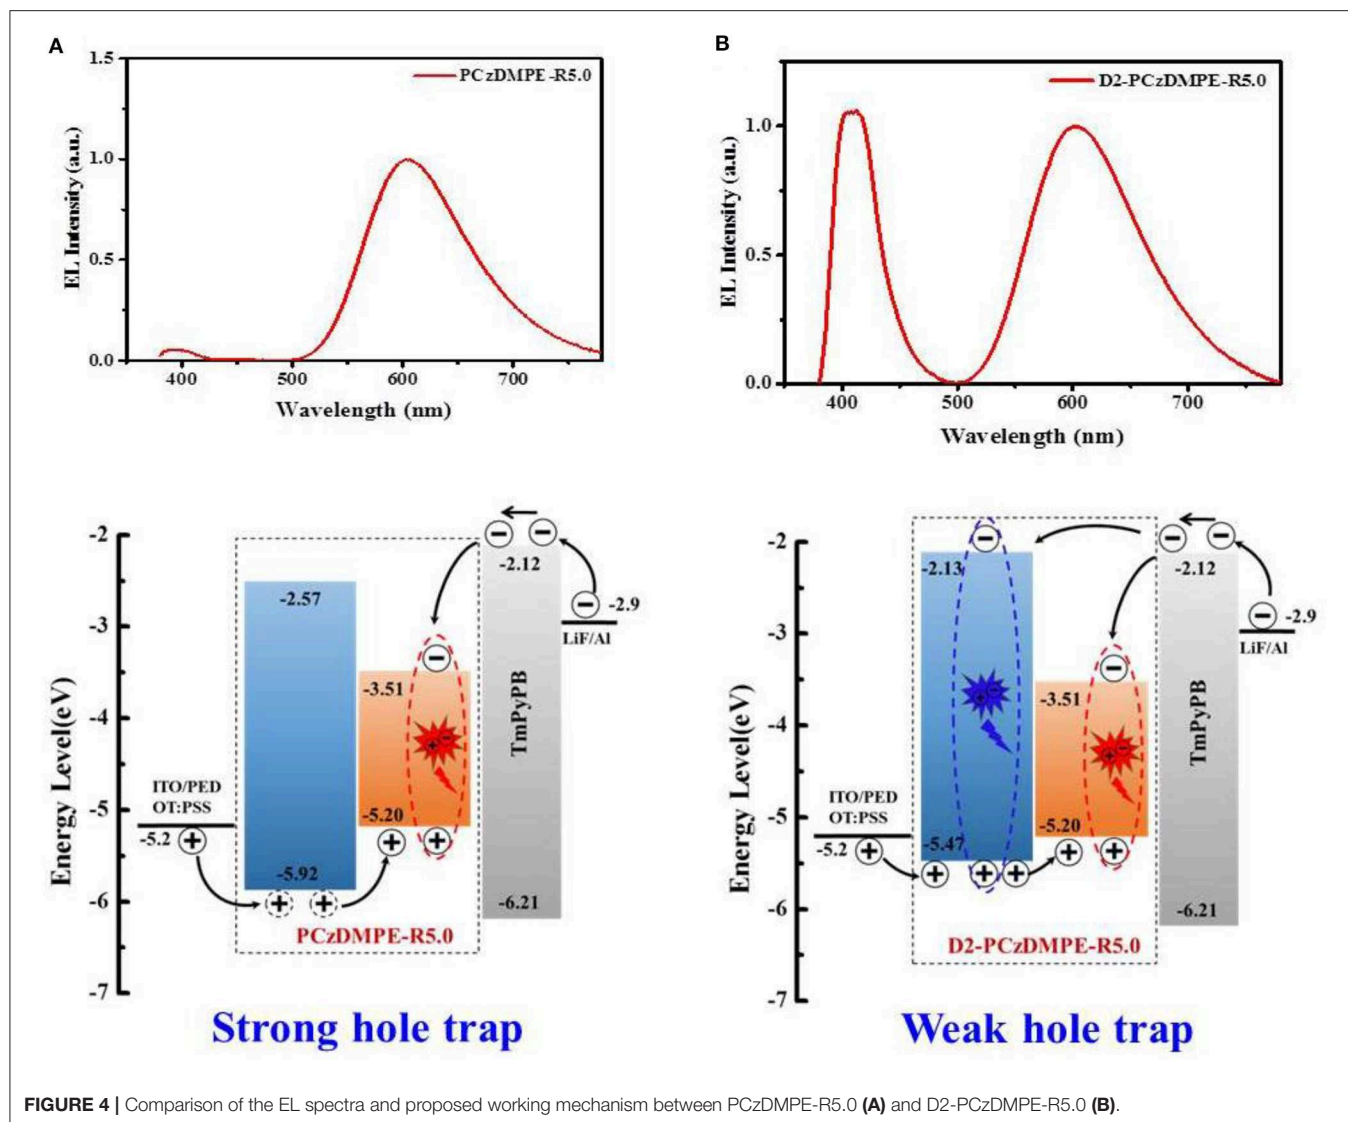 A
1.5
1.0
0.5
0.0
EL Intensity (a.u.)
PCzDMPE-R5.0
400 500 600 700
Wavelength (nm)
B
1.0
0.5
0.0
EL Intensity (a.u.)
D2-PCzDMPE-R5.0
400 500 600 700
Wavelength (nm)
Energy Level(eV)
-2
-3
-4
-5
-6
-7
-2.57
-5.92
-3.51
-5.20
-2.12
TmPyPB
-6.21
-2.9
LiF/Al
ITO/PED
OT:PSS
-5.2
PCzDMPE-R5.0
Strong hole trap
Energy Level(eV)
-2
-3
-4
-5
-6
-7
-2.13
-5.47
-3.51
-5.20
-2.12
TmPyPB
-6.21
-2.9
LiF/Al
ITO/PED
OT:PSS
-5.2
D2-PCzDMPE-R5.0
Weak hole trap
FIGURE 4 | Comparison of the EL spectra and proposed working mechanism between PCzDMPE-R5.0 (A) and D2-PCzDMPE-R5.0 (B).